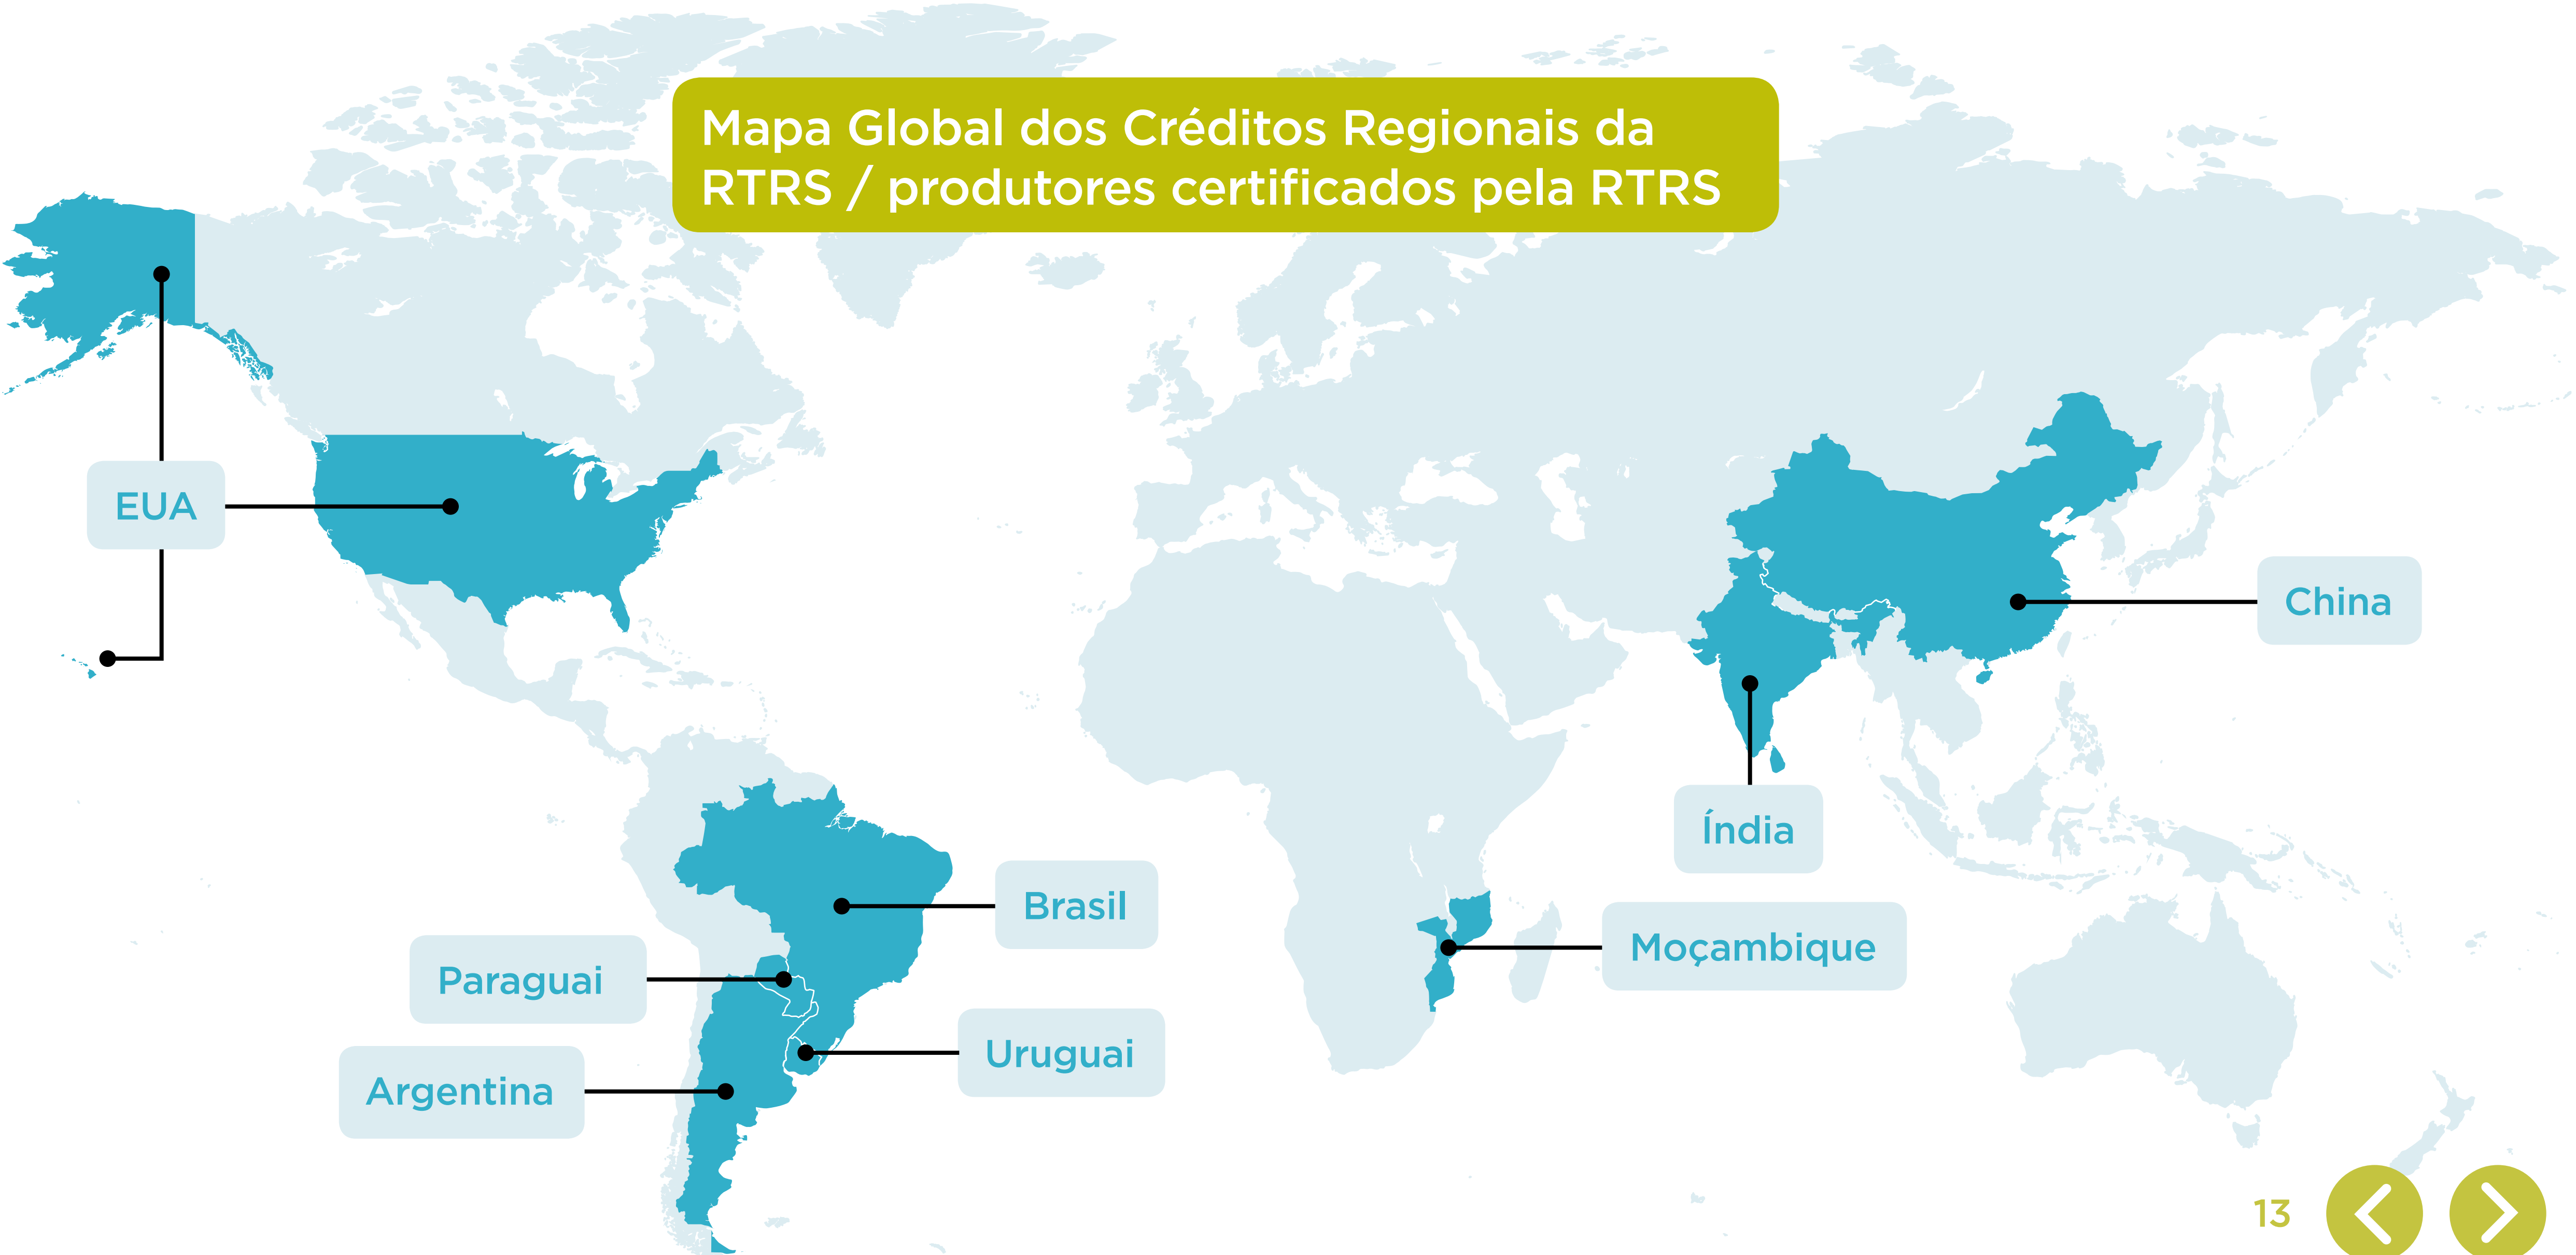 Mapa Global dos Créditos Regionais da
RTRS / produtores certificados pela RTRS
EUA
China
Índia
Brasil
Moçambique
Paraguai
Uruguai
Argentina
13